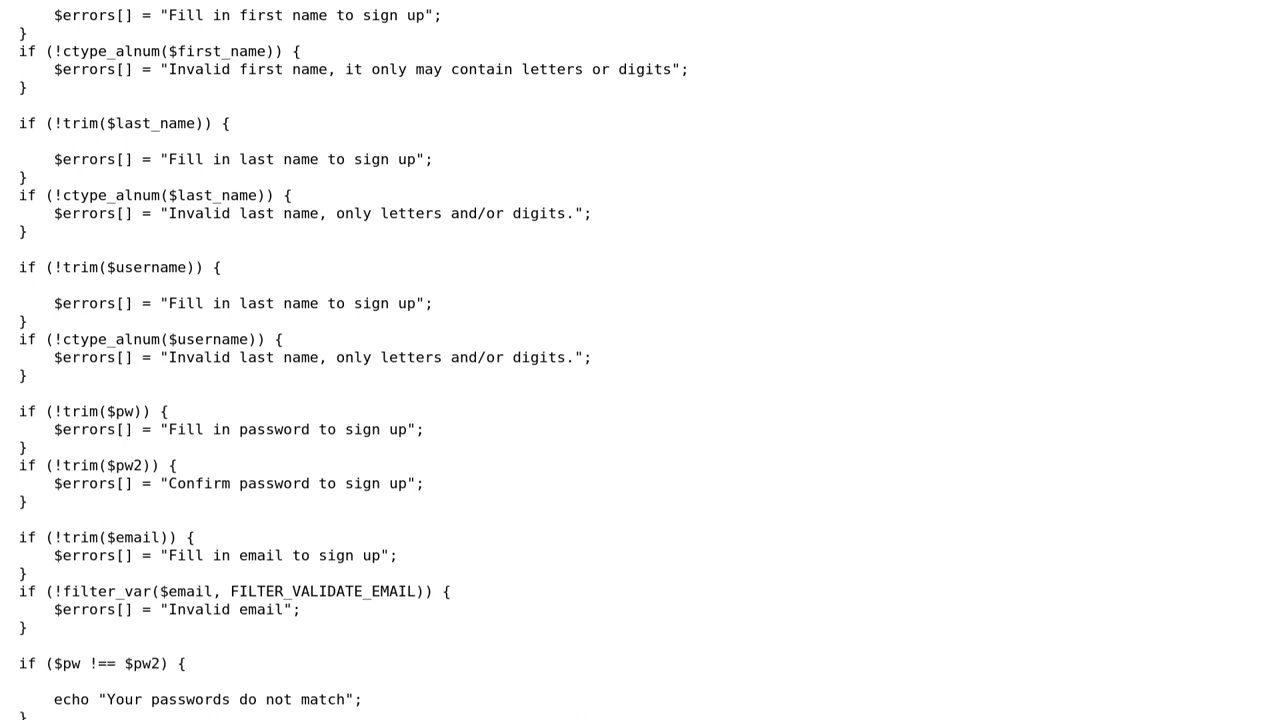 $errors[] = "Fill in first name to sign up";
}
if (!ctype_alnum($first_name)) {
    $errors[] = "Invalid first name, it only may contain letters or digits";
}

if (!trim($last_name)) {

    $errors[] = "Fill in last name to sign up";
}
if (!ctype_alnum($last_name)) {
    $errors[] = "Invalid last name, only letters and/or digits.";
}

if (!trim($username)) {

    $errors[] = "Fill in last name to sign up";
}
if (!ctype_alnum($username)) {
    $errors[] = "Invalid last name, only letters and/or digits.";
}

if (!trim($pw)) {
    $errors[] = "Fill in password to sign up";
}
if (!trim($pw2)) {
    $errors[] = "Confirm password to sign up";
}

if (!trim($email)) {
    $errors[] = "Fill in email to sign up";
}
if (!filter_var($email, FILTER_VALIDATE_EMAIL)) {
    $errors[] = "Invalid email";
}

if ($pw !== $pw2) {

    echo "Your passwords do not match";
}